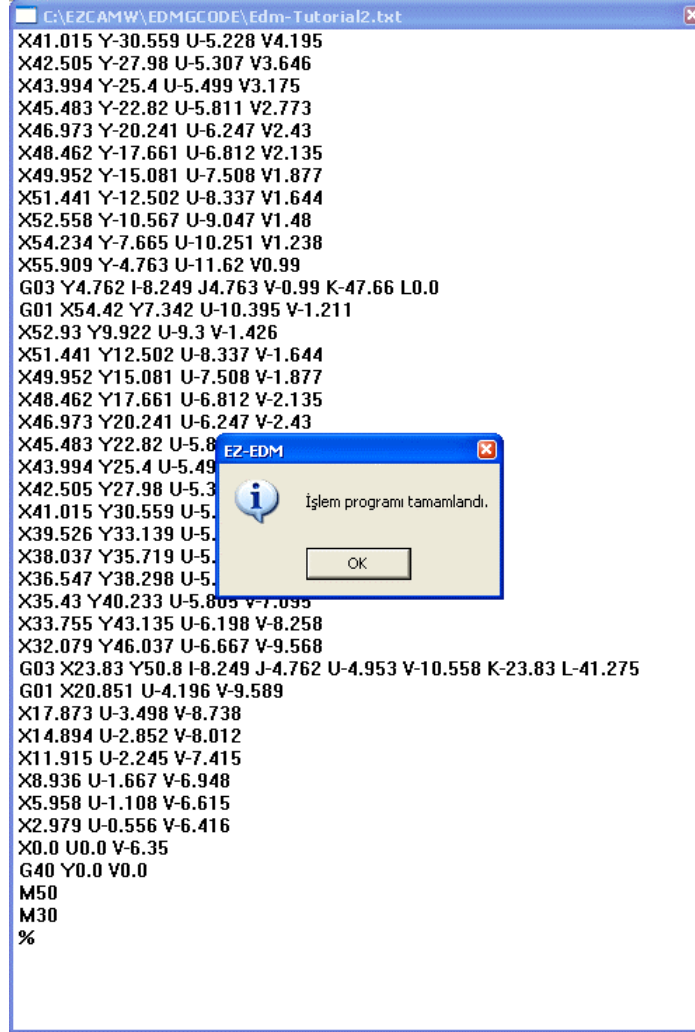 C:\EZCAMW\EDMGCODE\Edm-Tutorial2.txt
X41.015 Y-30.559 U-5.228 V4.195
X42.505 Y-27.98 U-5.307 V3.646
X43.994 Y-25.4 U-5.499 V3.175
X45.483 Y-22.82 U-5.811 V2.773
X46.973 Y-20.241 U-6.247 V2.43
X48.462 Y-17.661 U-6.812 V2.135
X49.952 Y-15.081 U-7.508 V1.877
X51.441 Y-12.502 U-8.337 V1.644
X52.558 Y-10.567 U-9.047 V1.48
X54.234 Y-7.665 U-10.251 V1.238
X55.909 Y-4.763 U-11.62 V0.99
G03 Y4.762 I-8.249 J4.763 V-0.99 K-47.66 L0.0
G01 X54.42 Y7.342 U-10.395 V-1.211
X52.93 Y9.922 U-9.3 V-1.426
X51.441 Y12.502 U-8.337 V-1.644
X49.952 Y15.081 U-7.508 V-1.877
X48.462 Y17.661 U-6.812 V-2.135
X46.973 Y20.241 U-6.247 V-2.43
X45.483 Y22.82 U-5.8
X43.994 Y25.4 U-5.49
X42.505 Y27.98 U-5.3
X41.015 Y30.559 U-5.
X39.526 Y33.139 U-5.
X38.037 Y35.719 U-5.
X36.547 Y38.298 U-5.
X35.43 Y40.233 U-5.805 V-7.095
X33.755 Y43.135 U-6.198 V-8.258
X32.079 Y46.037 U-6.667 V-9.568
G03 X23.83 Y50.8 I-8.249 J-4.762 U-4.953 V-10.558 K-23.83 L-41.275
G01 X20.851 U-4.196 V-9.589
X17.873 U-3.498 V-8.738
X14.894 U-2.852 V-8.012
X11.915 U-2.245 V-7.415
X8.936 U-1.667 V-6.948
X5.958 U-1.108 V-6.615
X2.979 U-0.556 V-6.416
X0.0 U0.0 V-6.35
G40 Y0.0 V0.0
M50
M30
%
EZ-EDM
İşlem programı tamamlandı.
OK